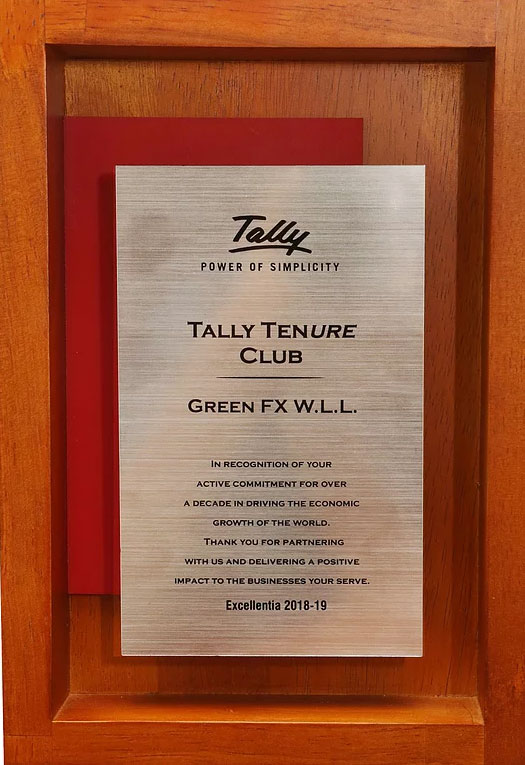 Tally
POWER OF SIMPLICITY
TALLY TENURE
CLUB
GREEN FX W.L.L.
IN RECOGNITION OF YOUR
ACTIVE COMMITMENT FOR OVER
A DECADE IN DRIVING THE ECONOMIC
GROWTH OF THE WORLD.
THANK YOU FOR PARTNERING
WITH US AND DELIVERING A POSITIVE
IMPACT TO THE BUSINESSES YOUR SERVE.
Excellentia 2018-19